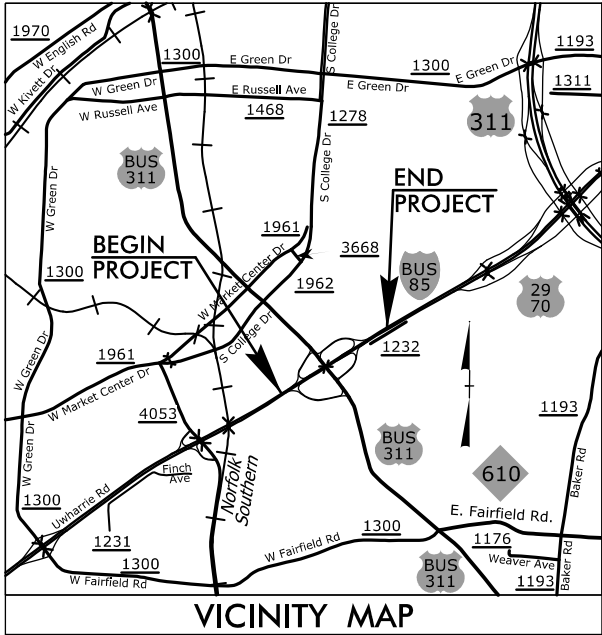 1970
W English Rd
W Kivett Dr
1300
E Green Dr
S College Dr
1300
E Green Dr
1193
1311
W Green Dr
E Russell Ave
W Russell Ave
1468
1278
311
BUS
311
W Green Dr
S College Dr
END
PROJECT
1961
3668
BEGIN
PROJECT
W Market Center Dr
1962
BUS
85
29
70
1300
S College Dr
1232
W Green Dr
1961
W Market Center Dr
4053
BUS
311
1193
Baker Rd
W Green Dr
Finch
Ave
Norfolk
Southern
610
1300
Uwharrie Rd
1231
E. Fairfield Rd.
1300
W Fairfield Rd
1176
Weaver Ave
1300
W Fairfield Rd
BUS
311
1193
Baker Rd
VICINITY MAP